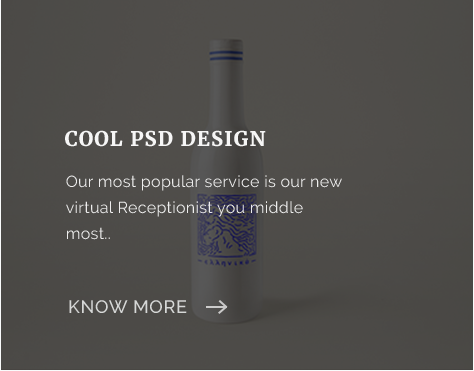 COOL PSD DESIGN
Our most popular service is our new
virtual Receptionist you middle
most..
KNOW MORE